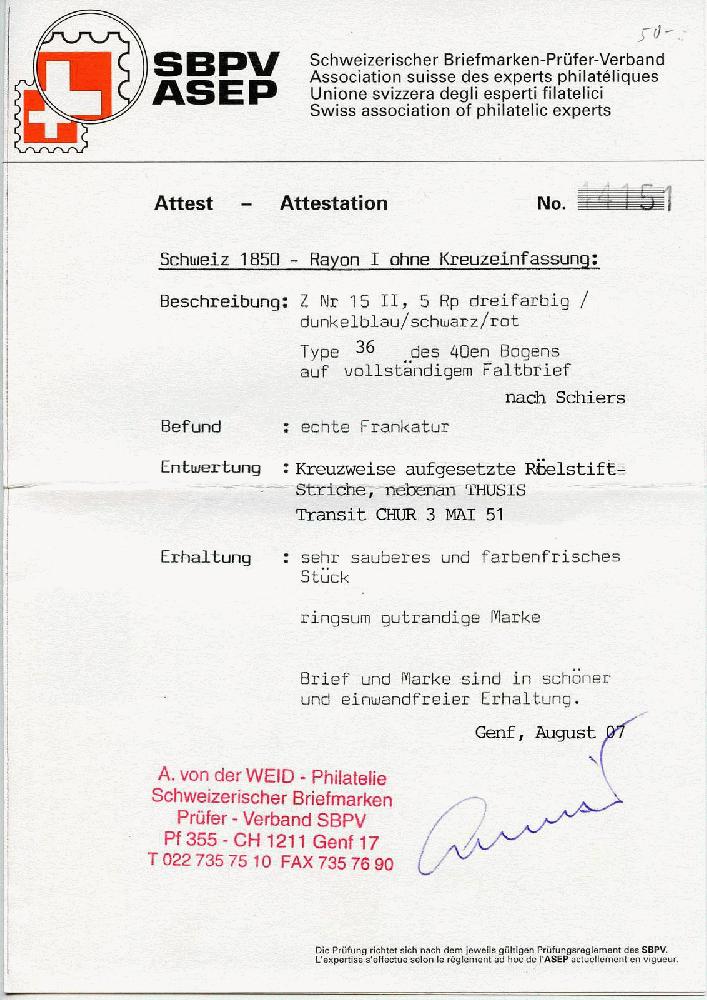 50-
SBPV
ASEP
Schweizerischer Briefmarken-Prüfer-Verband
Association suisse des experts philatéliques
Unione svizzera degli esperti filatelici
Swiss association of philatelic experts
Attest – Attestation No. 44151
Schweiz 1850 - Rayon I ohne Kreuzeinfassung:
Beschreibung: Z Nr 15 II, 5 Rp dreifarbig /
dunkelblau/schwarz/rot
Type 36 des 40en Bogens
auf vollständigem Faltbrief
nach Schiers
Befund : echte Frankatur
Entwertung : Kreuzweise aufgesetzte Röelstift-
Striche, nebenan THUSIS
Transit CHUR 3 MAI 51
Erhaltung : sehr sauberes und farbenfrisches
Stück
ringsum gutrandige Marke
Brief und Marke sind in schöner
und einwandfreier Erhaltung.
Genf, August 07
A. von der WEID - Philatelie
Schweizerischer Briefmarken
Prüfer - Verband SBPV
Pf 355 - CH 1211 Genf 17
T 022 735 75 10 FAX 735 76 90
Die Prüfung richtet sich nach dem jeweils gültigen Prüfungsreglement des SBPV.
L'expertise s'effectue selon le règlement ad hoc de l'ASEP actuellement en vigueur.